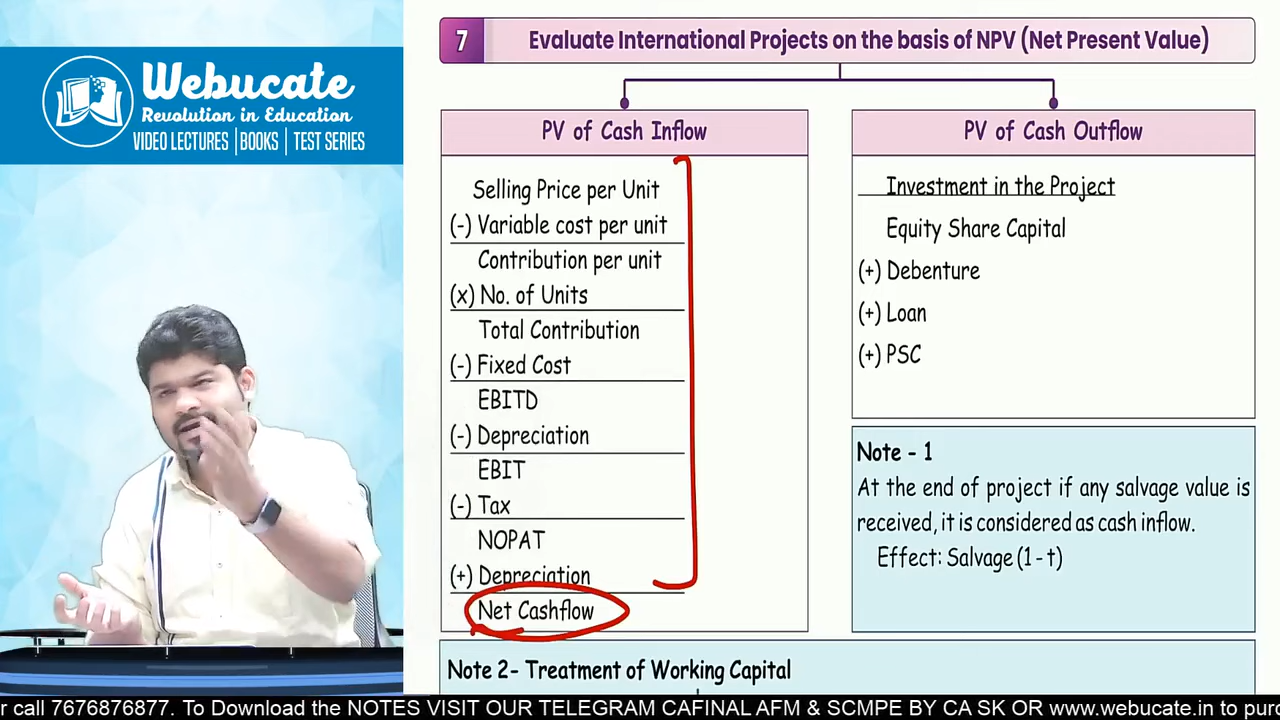 Webucate
Revolution in Education
VIDEO LECTURES | BOOKS | TEST SERIES
7 Evaluate International Projects on the basis of NPV (Net Present Value)
PV of Cash Inflow
Selling Price per Unit
(-) Variable cost per unit
Contribution per unit
(x) No. of Units
Total Contribution
(-) Fixed Cost
EBITD
(-) Depreciation
EBIT
(-) Tax
NOPAT
(+) Depreciation
Net Cashflow
PV of Cash Outflow
Investment in the Project
Equity Share Capital
(+) Debenture
(+) Loan
(+) PSC
Note - 1
At the end of project if any salvage value is
received, it is considered as cash inflow.
Effect: Salvage (1 - t)
Note 2- Treatment of Working Capital
r call 7676876877. To Download the NOTES VISIT OUR TELEGRAM CAFINAL AFM & SCMPE BY CA SK OR www.webucate.in to purc